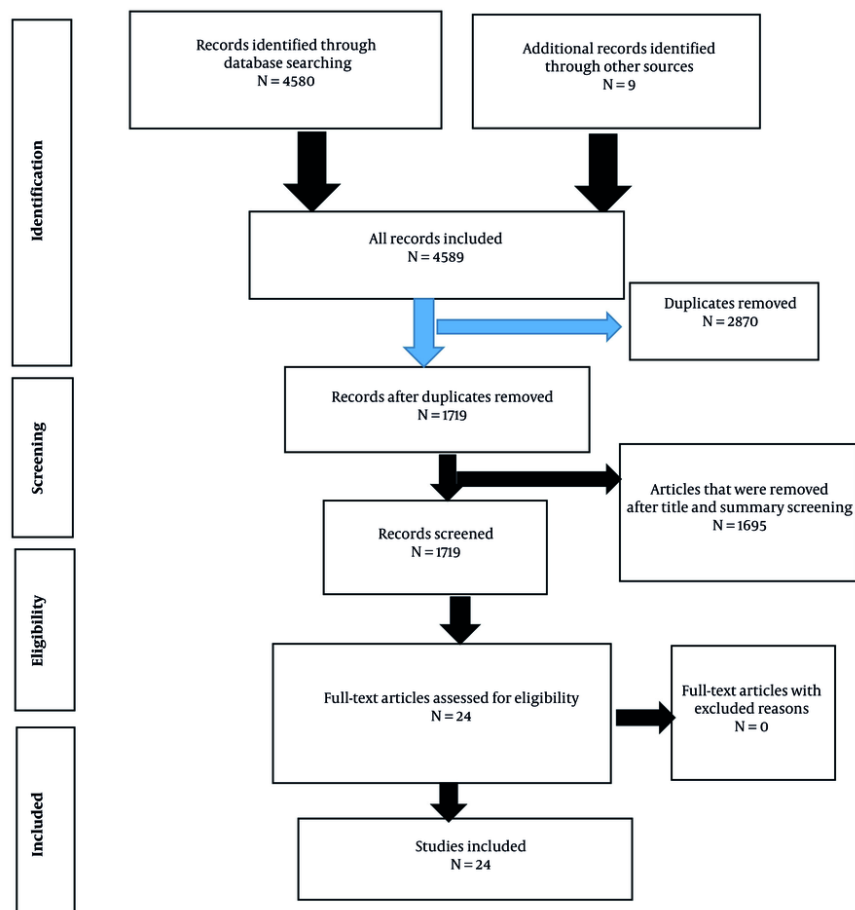 Identification
Records identified through
database searching
N = 4580
Additional records identified
through other sources
N = 9
All records included
N = 4589
Duplicates removed
N = 2870
Screening
Records after duplicates removed
N = 1719
Articles that were removed
after title and summary screening
N = 1695
Records screened
N = 1719
Eligibility
Full-text articles assessed for eligibility
N = 24
Full-text articles with
excluded reasons
N = 0
Included
Studies included
N = 24